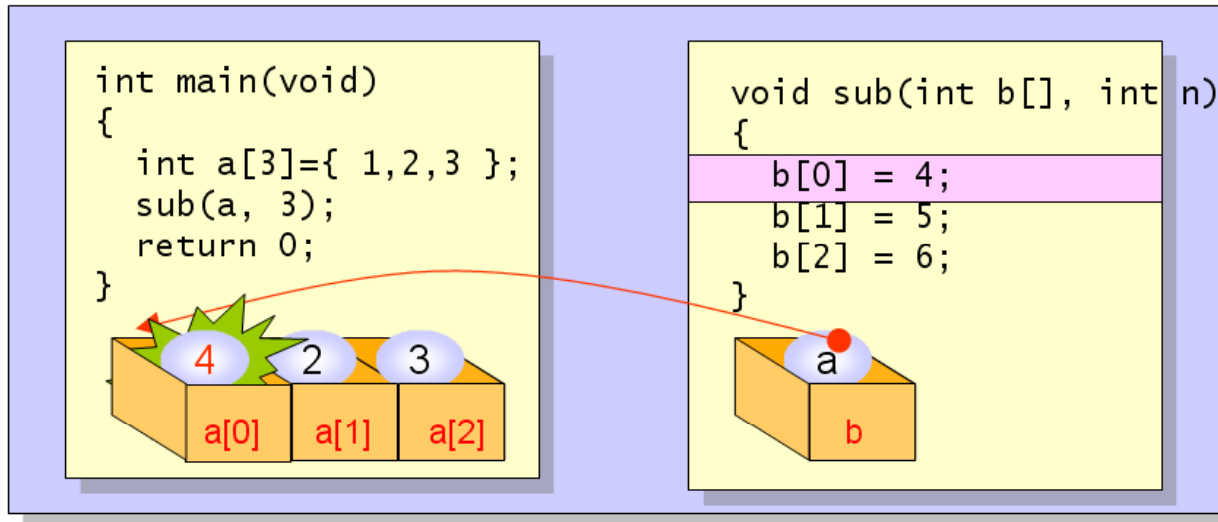 int main(void)
{
int a[3]={ 1,2,3 };
sub(a, 3);
return 0;
}
4 2 3
a[0] a[1] a[2]
void sub(int b[], int n)
{
b[0] = 4;
b[1] = 5;
b[2] = 6;
}
a
b